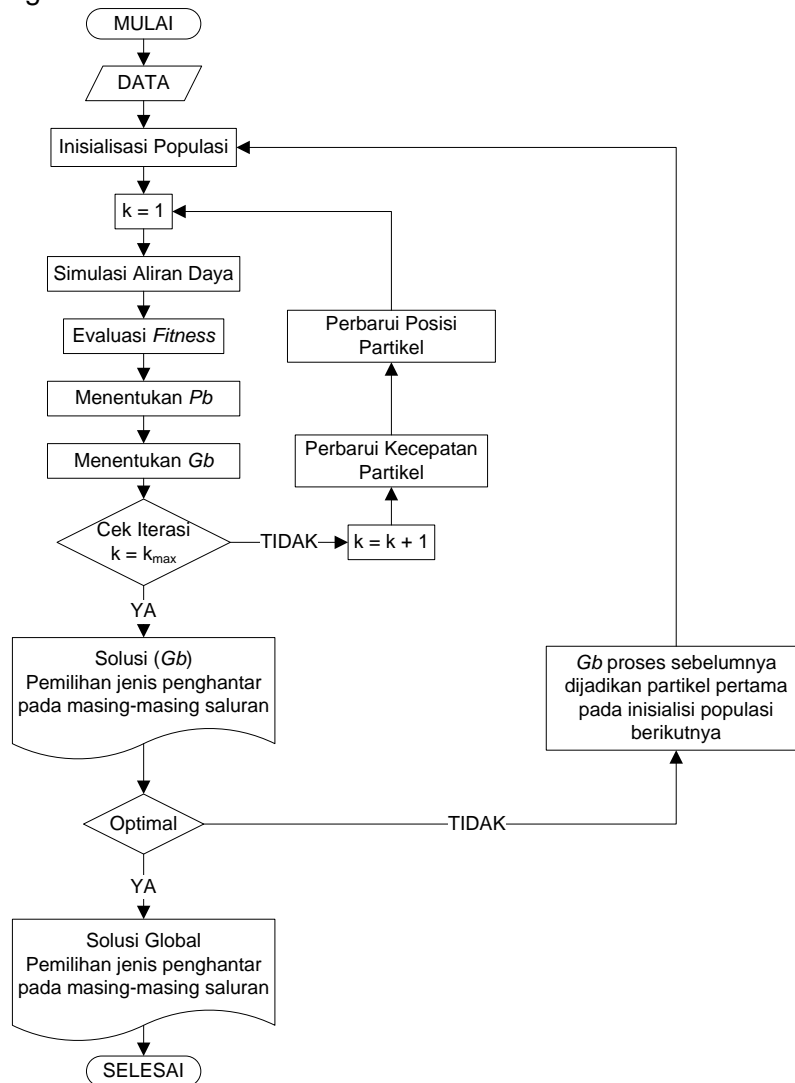 g
MULAI
DATA
Inisialisasi Populasi
k = 1
Simulasi Aliran Daya
Evaluasi Fitness
Menentukan Pb
Menentukan Gb
Cek Iterasi
k = kmax
TIDAK
k = k + 1
Perbarui Kecepatan
Partikel
Perbarui Posisi
Partikel
YA
Solusi (Gb)
Pemilihan jenis penghantar
pada masing-masing saluran
Optimal
TIDAK
Gb proses sebelumnya
dijadikan partikel pertama
pada inisialisi populasi
berikutnya
YA
Solusi Global
Pemilihan jenis penghantar
pada masing-masing saluran
SELESAI